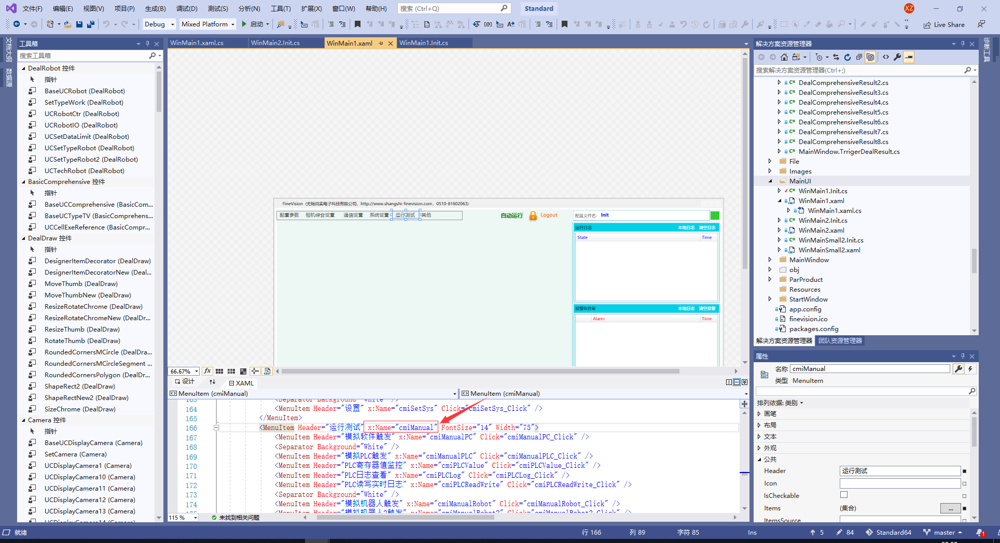 文件(F) 编辑(E) 视图(V) 项目(P) 生成(B) 调试(D) 测试(S) 分析(N) 工具(T) 扩展(X) 窗口(W) 帮助(H) 搜索 (Ctrl+Q) Standard XZ
Debug Mixed Platform 启动 Live Share
文档大纲
数据源
工具箱
搜索工具箱
DealRobot 控件
指针
BaseUCRobot (DealRobot)
SetTypeWork (DealRobot)
UCRobotCtr (DealRobot)
UCRobotIO (DealRobot)
UCSetDataLimit (DealRobot)
UCSetTypeRobot (DealRobot)
UCSetTypeRobot2 (DealRobot)
UCTechRobot (DealRobot)
BasicComprehensive 控件
指针
BaseUCComprehensive (BasicCom...
BaseUCTypeTV (BasicComprehens...
UCCellExeReference (BasicCompr...
DealDraw 控件
指针
DesignerItemDecorator (DealDraw)
DesignerItemDecoratorNew (Deal...
MoveThumb (DealDraw)
MoveThumbNew (DealDraw)
ResizeRotateChrome (DealDraw)
ResizeRotateChromeNew (DealDr...
ResizeThumb (DealDraw)
RotateThumb (DealDraw)
RoundedCornersMCircle (DealDra...
RoundedCornersMCircleSegment ...
RoundedCornersPolygon (DealDr...
ShapeRect2 (DealDraw)
ShapeRectNew2 (DealDraw)
SizeChrome (DealDraw)
Camera 控件
指针
BaseUCDisplayCamera (Camera)
SetCamera (Camera)
UCDisplayCamera1 (Camera)
UCDisplayCamera10 (Camera)
UCDisplayCamera11 (Camera)
UCDisplayCamera12 (Camera)
UCDisplayCamera13 (Camera)
UCDisplayCamera14 (Camera)
WinMain1.xaml.cs WinMain2.Init.cs WinMain1.xaml WinMain1.Init.cs
FineVision (无锡尚实电子科技有限公司, http://www.shangshi-finevision.com, 0510-81602063)
配置参数 相机综合设置 通信设置 系统设置 运行测试 其他 自动运行 Logout 配置文件名: Init
运行日志 本地日志 清空日志
State Time
报警&异常 本地日志 清空报警
Alarm Time
66.67% fx
设计 XAML
MenuItem (cmiManual) MenuItem (cmiManual)
163 <Separator Background="White" />
164 <MenuItem Header="设置" x:Name="cmiSetSys" Click="cmiSetSys_Click" />
165 </MenuItem>
166 <MenuItem Header="运行测试" x:Name="cmiManual" FontSize="14" Width="75">
167 <MenuItem Header="模拟软件触发" x:Name="cmiManualPC" Click="cmiManualPC_Click" />
168 <Separator Background="White" />
169 <MenuItem Header="模拟PLC触发" x:Name="cmiManualPLC" Click="cmiManualPLC_Click" />
170 <MenuItem Header="PLC寄存器值监控" x:Name="cmiPLCValue" Click="cmiPLCValue_Click" />
171 <MenuItem Header="PLC日志查看" x:Name="cmiPLCLog" Click="cmiPLCLog_Click" />
172 <MenuItem Header="PLC读写实时日志" x:Name="cmiPLCReadWrite" Click="cmiPLCReadWrite_Click" />
173 <Separator Background="White" />
174 <MenuItem Header="模拟机器人触发" x:Name="cmiManualRobot" Click="cmiManualRobot_Click" />
175 <MenuItem Header="模拟机器人2触发" x:Name="cmiManualRobot2" Click="cmiManualRobot2_Click" />
115 % 未找到相关问题
解决方案资源管理器
搜索解决方案资源管理器(Ctrl+;)
DealComprehensiveResult2.cs
DealComprehensiveResult3.cs
DealComprehensiveResult4.cs
DealComprehensiveResult5.cs
DealComprehensiveResult6.cs
DealComprehensiveResult7.cs
DealComprehensiveResult8.cs
MainWindow.TrrigerDealResult.cs
File
Images
MainUI
WinMain1.Init.cs
WinMain1.xaml
WinMain1.xaml.cs
WinMain2.Init.cs
WinMain2.xaml
WinMainSmall2.Init.cs
WinMainSmall2.xaml
MainWindow
obj
ParProduct
Resources
StartWindow
app.config
finevision.ico
packages.config
解决方案资源管理器 团队资源管理器
属性
名称 cmiManual
类型 MenuItem
排列依据: 类别
画笔
布局
文本
外观
公共
Header 运行测试
Icon
IsCheckable
Items (集合) ...
ItemsSource
诊断工具
就绪 行 166 列 89 字符 85 Ins 5 84 Standard64 master 1